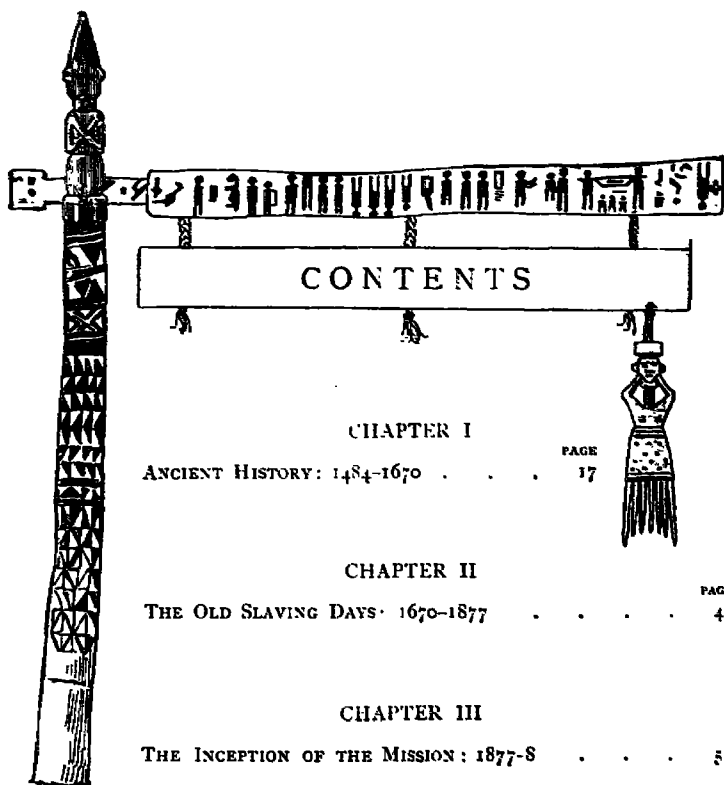 CONTENTS
CHAPTER I
PAGE
ANCIENT HISTORY: 1484-1670 . . . 17
CHAPTER II
THE OLD SLAVING DAYS· 1670-1877 . . . .
CHAPTER III
THE INCEPTION OF THE MISSION: 1877-8 . . .